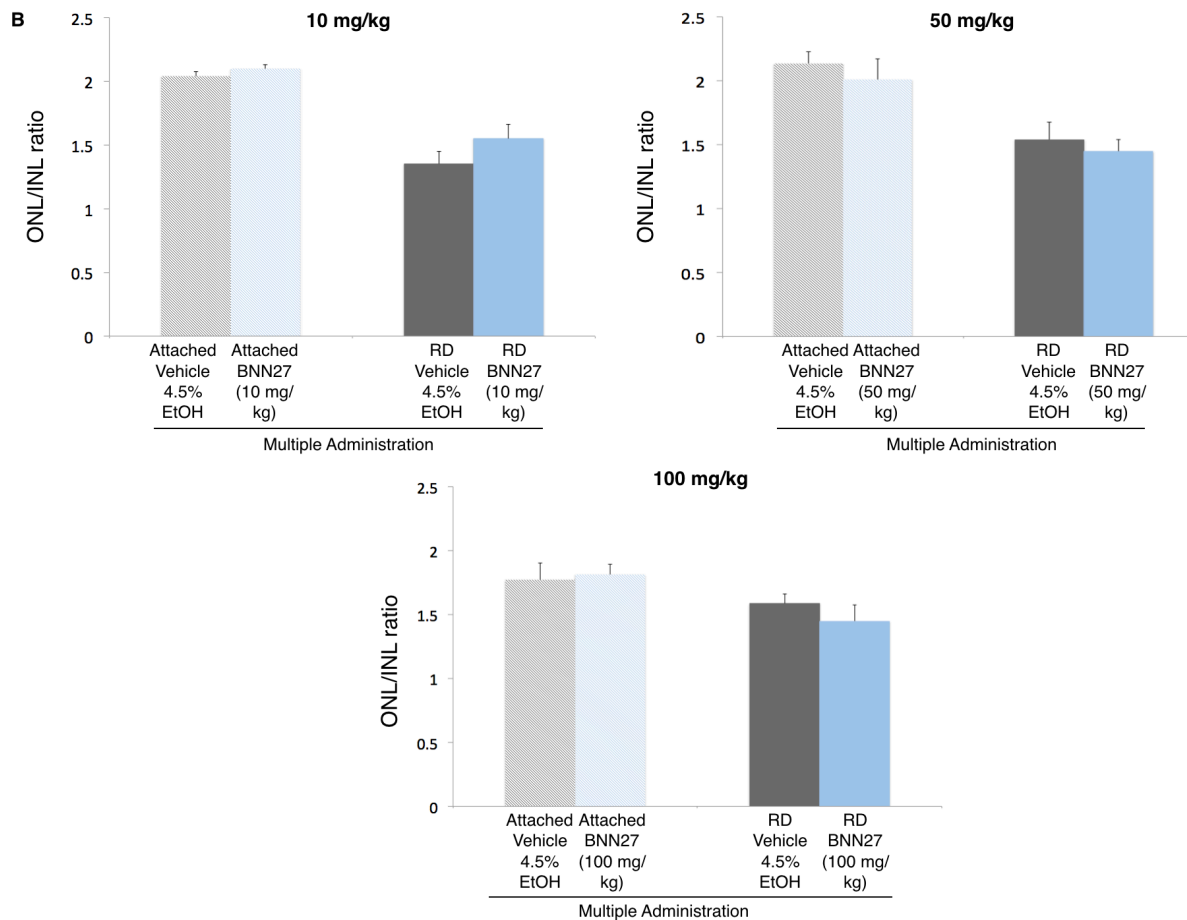 B
10 mg/kg
ONL/INL ratio
2.5
2
1.5
1
0.5
0
Attached Attached RD RD
Vehicle BNN27 Vehicle BNN27
4.5% (10 mg/ 4.5% (10 mg/
EtOH kg) EtOH kg)
Multiple Administration
50 mg/kg
ONL/INL ratio
2.5
2
1.5
1
0.5
0
Attached Attached RD RD
Vehicle BNN27 Vehicle BNN27
4.5% (50 mg/ 4.5% (50 mg/
EtOH kg) EtOH kg)
Multiple Administration
100 mg/kg
ONL/INL ratio
2.5
2
1.5
1
0.5
0
Attached Attached RD RD
Vehicle BNN27 Vehicle BNN27
4.5% (100 mg/ 4.5% (100 mg/
EtOH kg) EtOH kg)
Multiple Administration